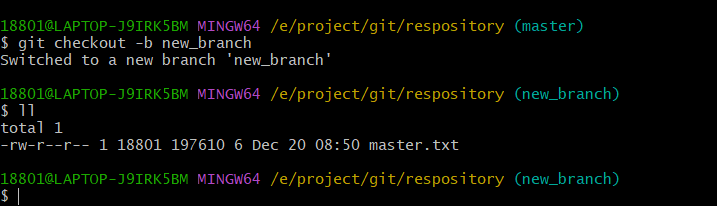 18801@LAPTOP-J9IRK5BM MINGW64 /e/project/git/respository (master)
$ git checkout -b new_branch
Switched to a new branch 'new_branch'
18801@LAPTOP-J9IRK5BM MINGW64 /e/project/git/respository (new_branch)
$ ll
total 1
-rw-r--r-- 1 18801 197610 6 Dec 20 08:50 master.txt
18801@LAPTOP-J9IRK5BM MINGW64 /e/project/git/respository (new_branch)
$